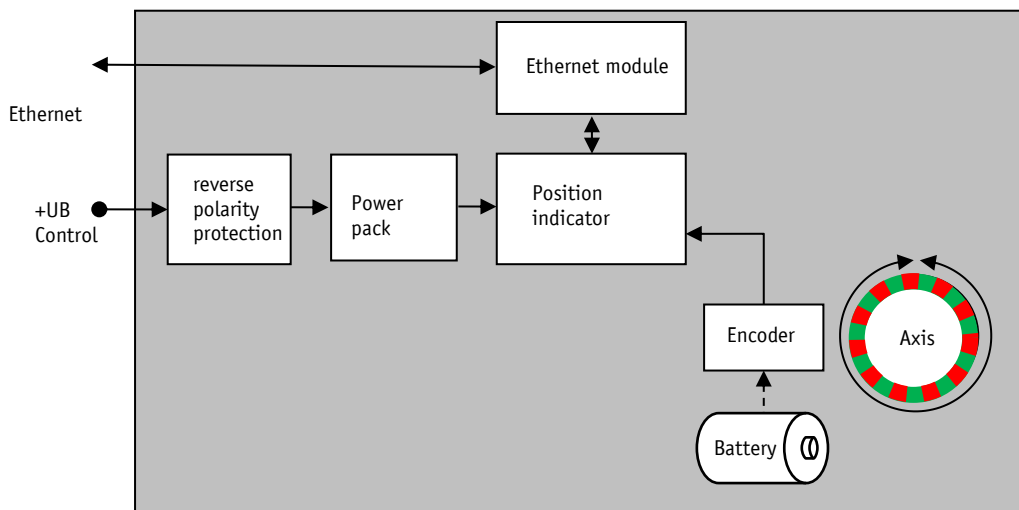 Ethernet module
Ethernet
reverse
polarity
protection
Power
pack
Position
indicator
+UB
Control
Encoder
Axis
Battery